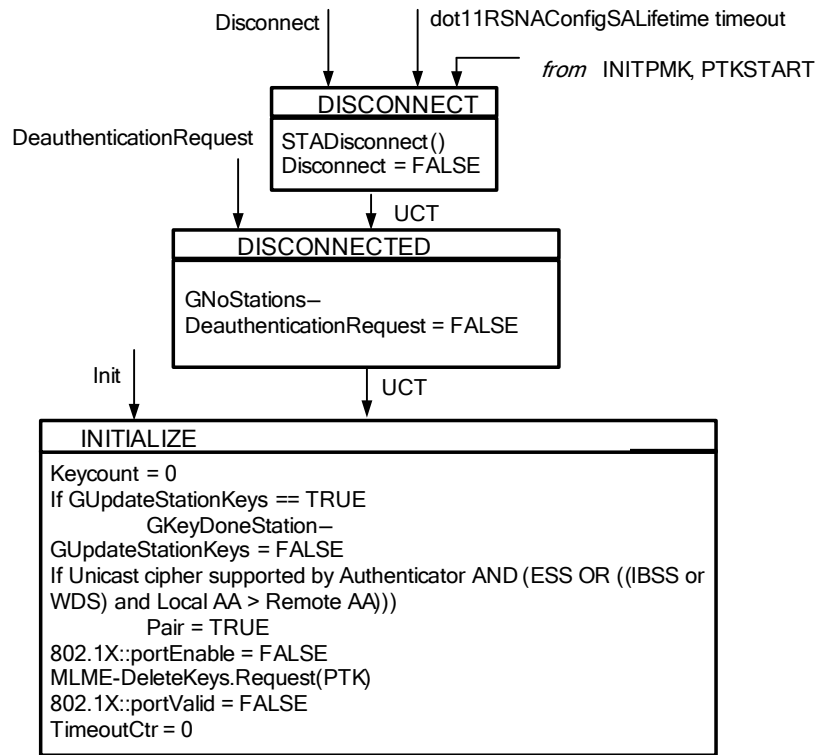 Disconnect
dot11RSNAConfigSALifetime timeout
from INITPMK, PTKSTART
DISCONNECT
DeauthenticationRequest
STADisconnect()
Disconnect = FALSE
UCT
DISCONNECTED
GNoStations–
DeauthenticationRequest = FALSE
Init
UCT
INITIALIZE
Keycount = 0
If GUpdateStationKeys == TRUE
GKeyDoneStation–
GUpdateStationKeys = FALSE
If Unicast cipher supported by Authenticator AND (ESS OR ((IBSS or
WDS) and Local AA > Remote AA)))
Pair = TRUE
802.1X::portEnable = FALSE
MLME-DeleteKeys.Request(PTK)
802.1X::portValid = FALSE
TimeoutCtr = 0